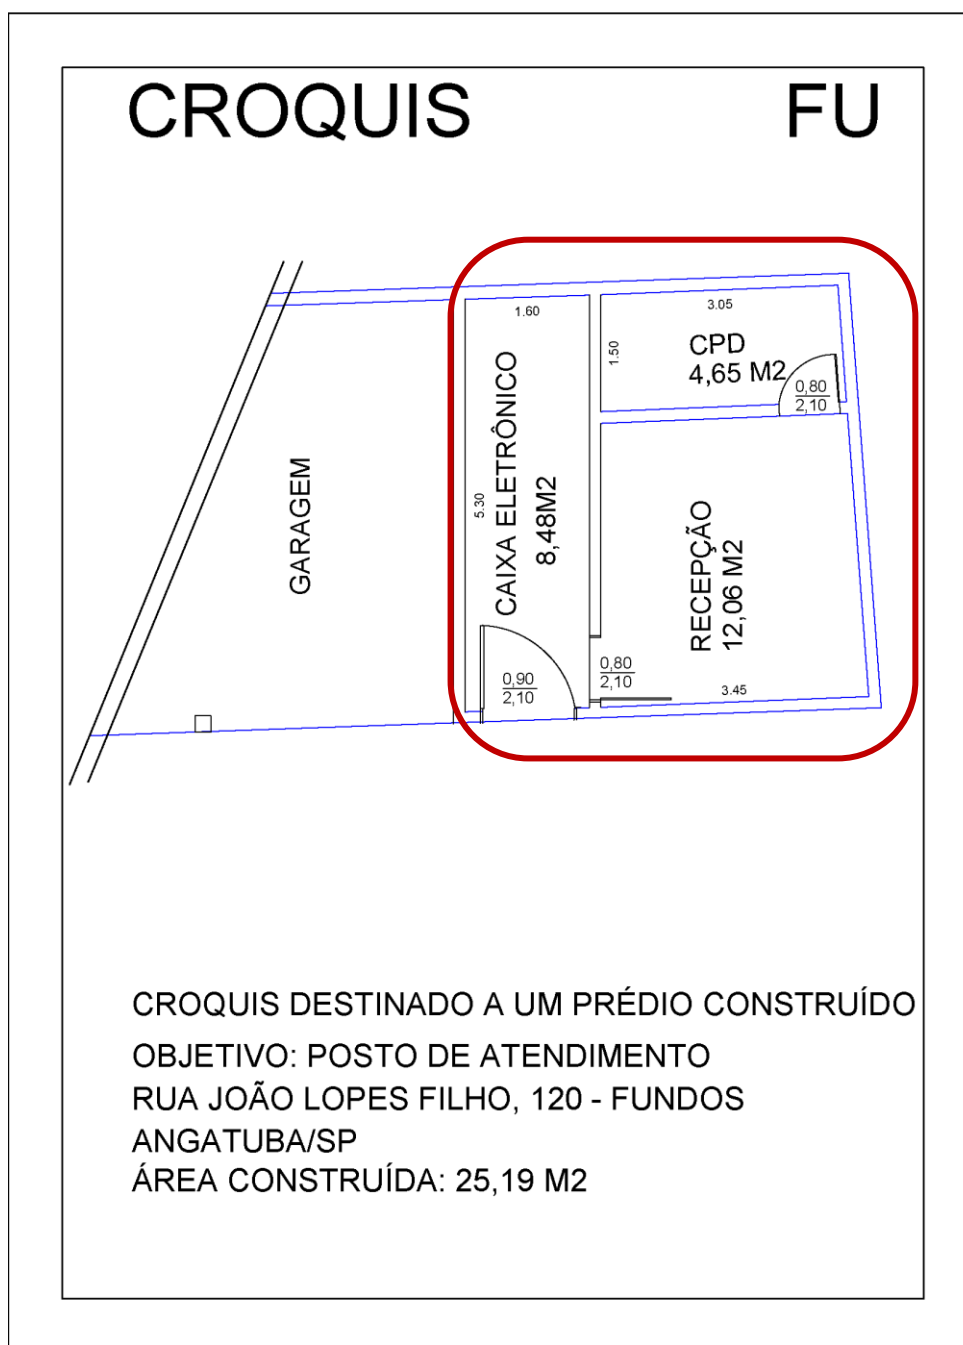 CROQUIS FU
1.60
3.05
1.50
CPD
4,65 M2
0,80
2,10
5.30
CAIXA ELETRÔNICO
8,48M2
GARAGEM
RECEPÇÃO
12,06 M2
0,90
2,10
0,80
2,10
3.45
CROQUIS DESTINADO A UM PRÉDIO CONSTRUÍDO
OBJETIVO: POSTO DE ATENDIMENTO
RUA JOÃO LOPES FILHO, 120 - FUNDOS
ANGATUBA/SP
ÁREA CONSTRUÍDA: 25,19 M2